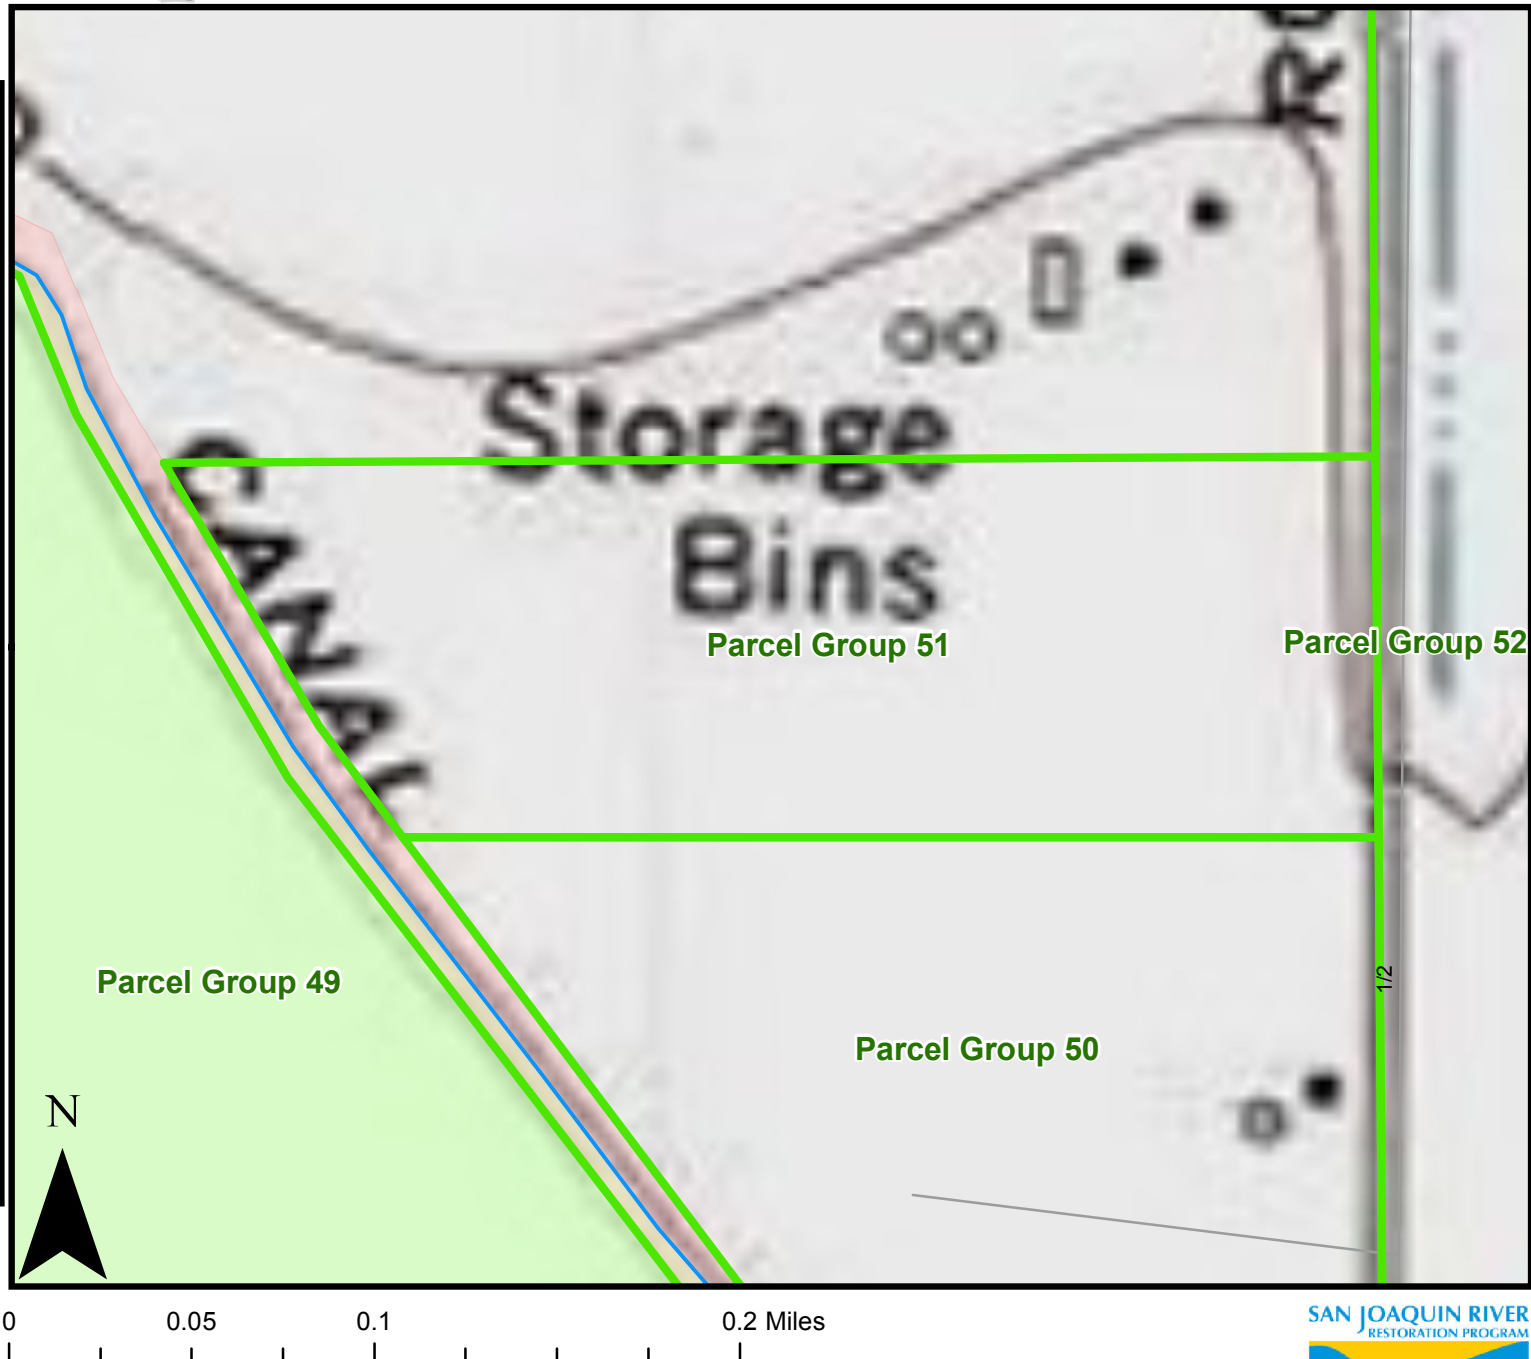 RO
Storage
Bins
CANAL
Parcel Group 51
Parcel Group 52
Parcel Group 49
1/2
Parcel Group 50
N
0
0.05
0.1
0.2 Miles
SAN JOAQUIN RIVER
RESTORATION PROGRAM